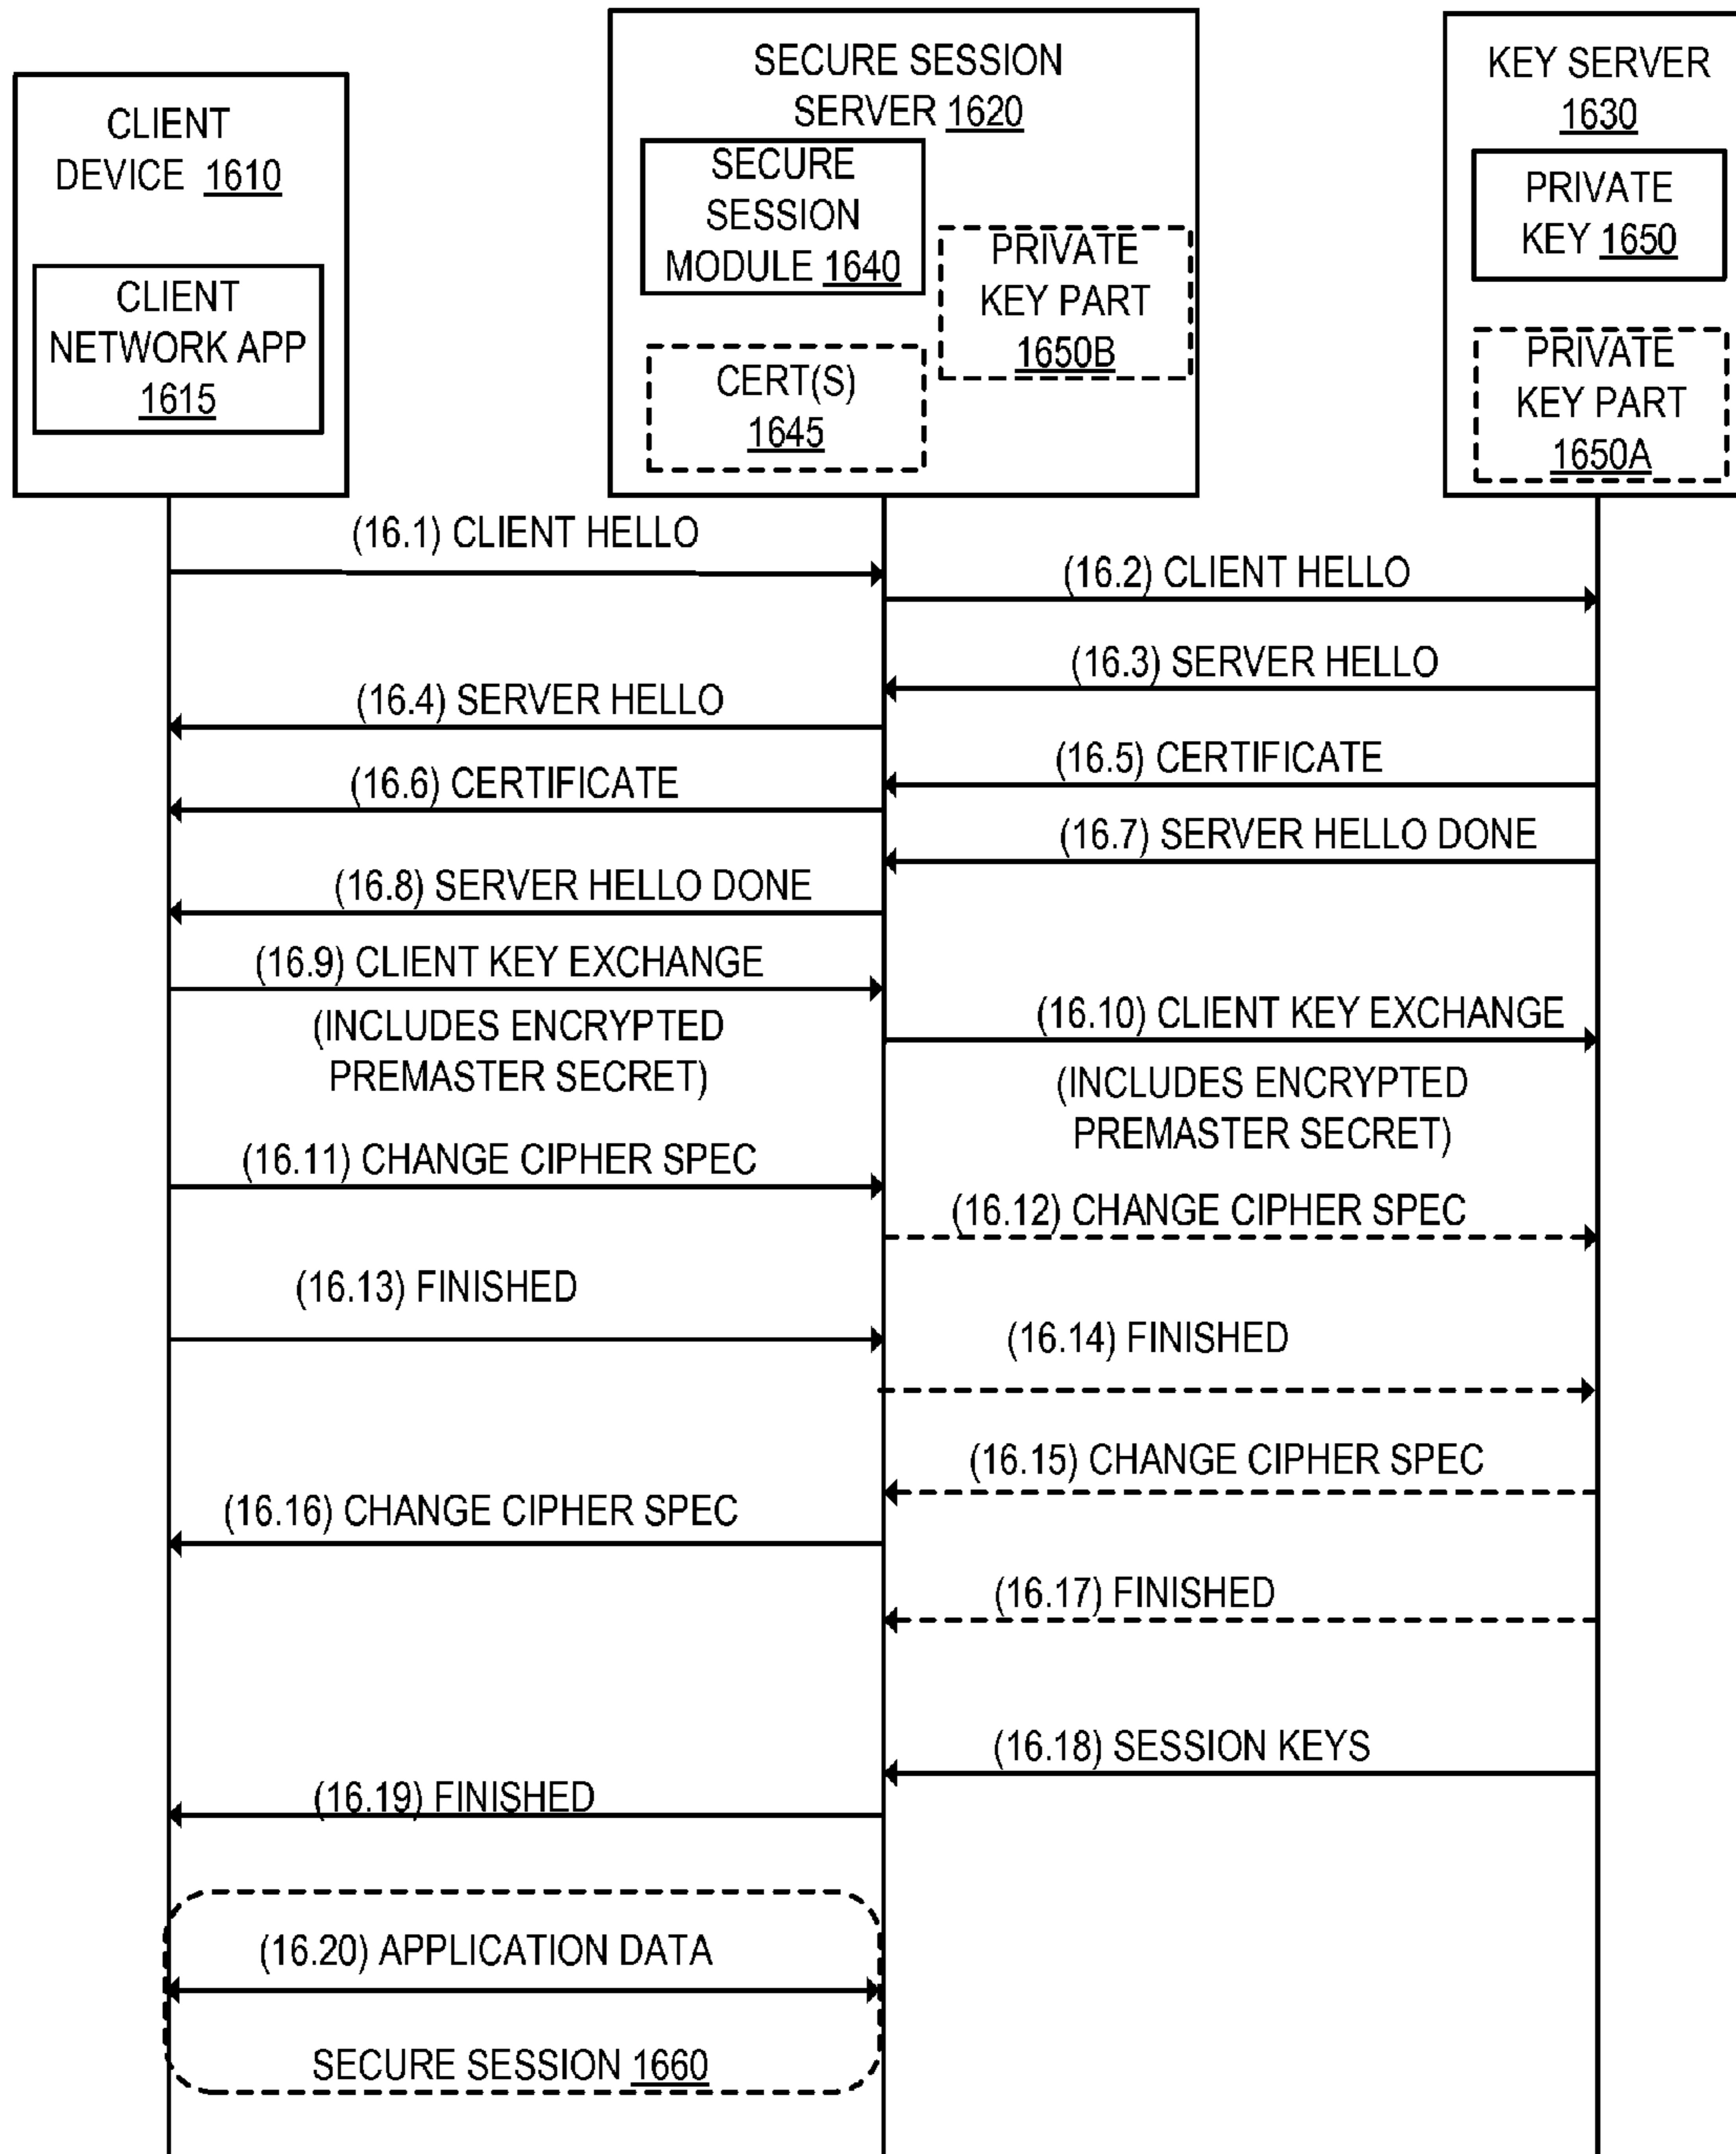 CLIENT
DEVICE 1610
CLIENT
NETWORK APP
1615
SECURE SESSION
SERVER 1620
SECURE
SESSION
MODULE 1640
PRIVATE
KEY PART
1650B
CERT(S)
1645
KEY SERVER
1630
PRIVATE
KEY 1650
PRIVATE
KEY PART
1650A
(16.1) CLIENT HELLO
(16.2) CLIENT HELLO
(16.3) SERVER HELLO
(16.4) SERVER HELLO
(16.5) CERTIFICATE
(16.6) CERTIFICATE
(16.7) SERVER HELLO DONE
(16.8) SERVER HELLO DONE
(16.9) CLIENT KEY EXCHANGE
(INCLUDES ENCRYPTED
PREMASTER SECRET)
(16.10) CLIENT KEY EXCHANGE
(INCLUDES ENCRYPTED
PREMASTER SECRET)
(16.11) CHANGE CIPHER SPEC
(16.12) CHANGE CIPHER SPEC
(16.13) FINISHED
(16.14) FINISHED
(16.15) CHANGE CIPHER SPEC
(16.16) CHANGE CIPHER SPEC
(16.17) FINISHED
(16.18) SESSION KEYS
(16.19) FINISHED
(16.20) APPLICATION DATA
SECURE SESSION 1660